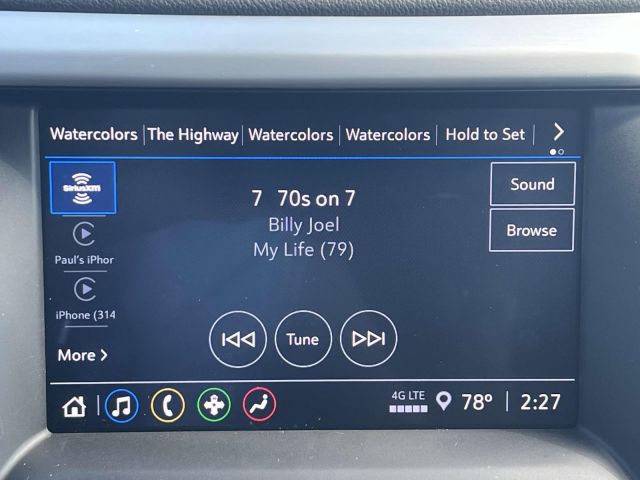 Watercolors The Highway Watercolors Watercolors Hold to Set
SiriusXM
7 70s on 7
Billy Joel
My Life (79)
Sound
Browse
Paul's iPhor
iPhone (314
More >
Tune
4G LTE
78° 2:27